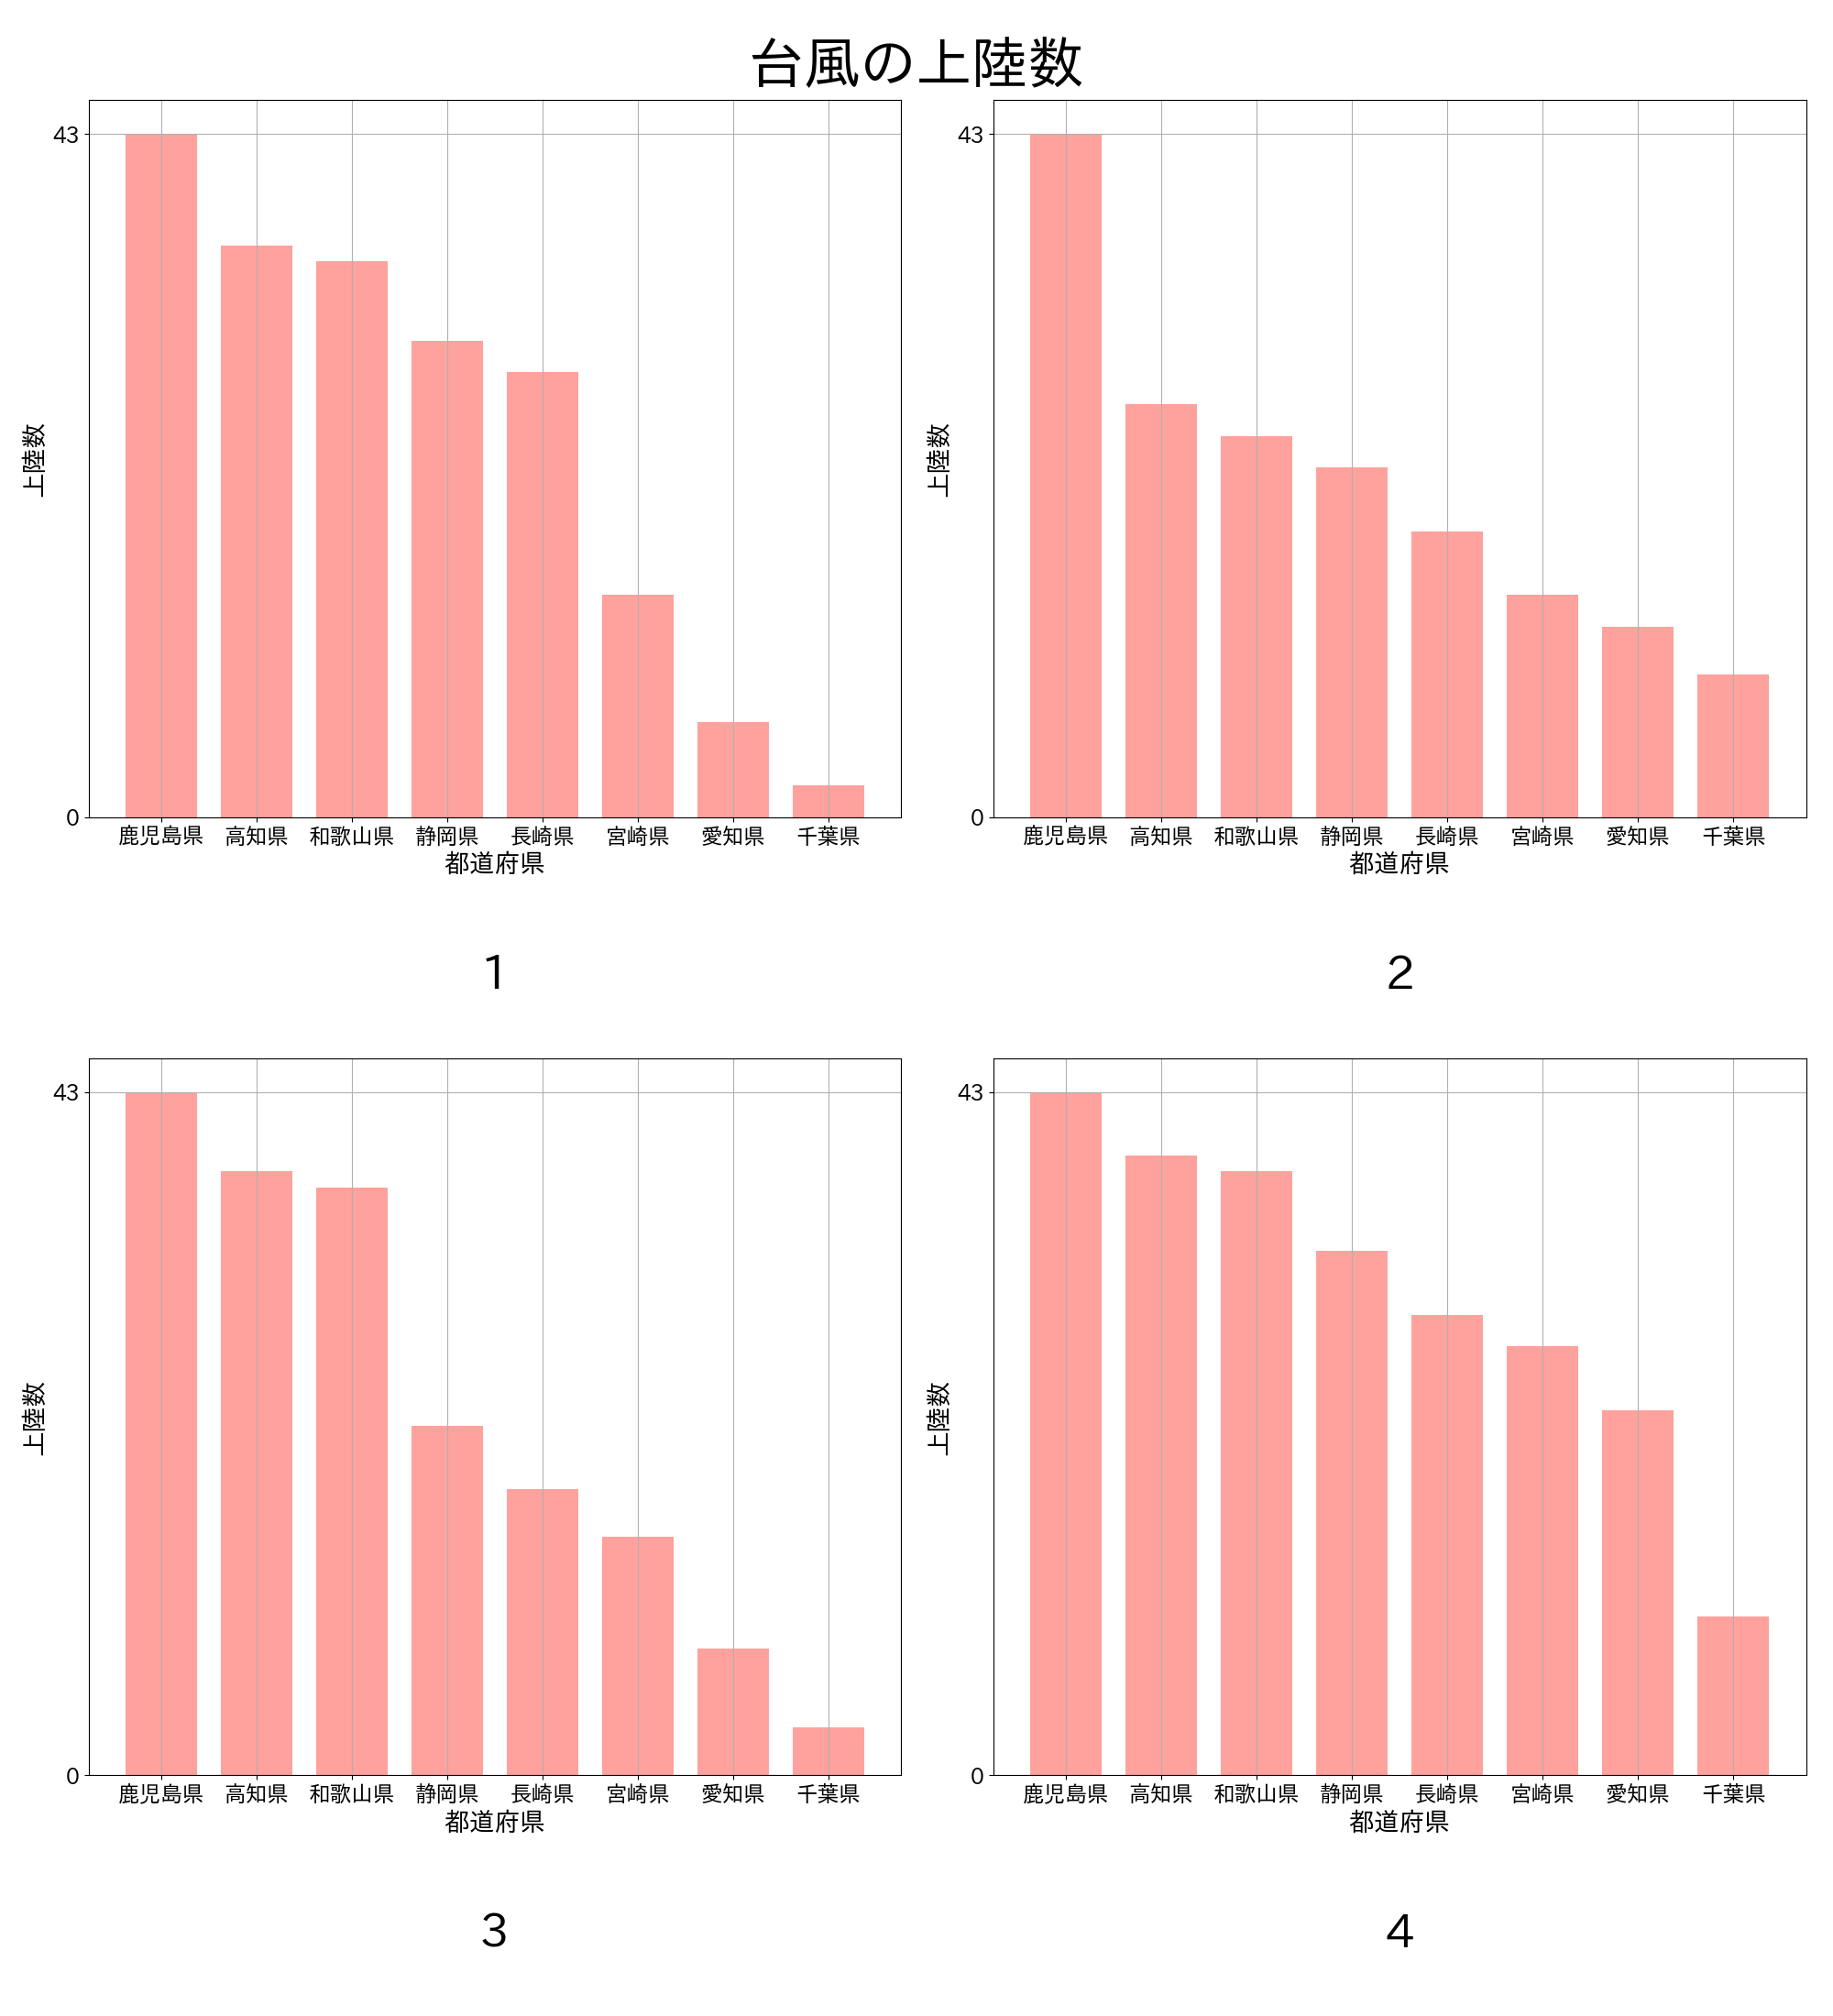 台風の上陸数
43
0
上陸数
鹿児島県 高知県 和歌山県 静岡県 長崎県 宮崎県 愛知県 千葉県
都道府県
1
43
0
上陸数
鹿児島県 高知県 和歌山県 静岡県 長崎県 宮崎県 愛知県 千葉県
都道府県
2
43
0
上陸数
鹿児島県 高知県 和歌山県 静岡県 長崎県 宮崎県 愛知県 千葉県
都道府県
3
43
0
上陸数
鹿児島県 高知県 和歌山県 静岡県 長崎県 宮崎県 愛知県 千葉県
都道府県
4